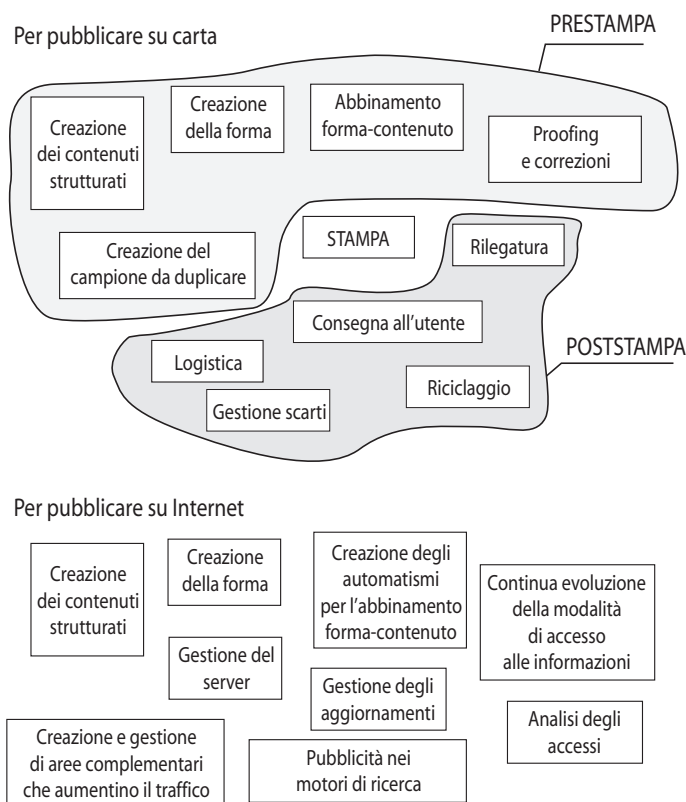 Per pubblicare su carta
PRESTAMPA
Creazione
dei contenuti
strutturati
Creazione
della forma
Abbinamento
forma-contenuto
Proofing
e correzioni
Creazione del
campione da duplicare
STAMPA
Rilegatura
Consegna all'utente
Logistica
Gestione scarti
Riciclaggio
POSTSTAMPA
Per pubblicare su Internet
Creazione
dei contenuti
strutturati
Creazione
della forma
Creazione degli
automatismi
per l'abbinamento
forma-contenuto
Continua evoluzione
della modalità
di accesso
alle informazioni
Gestione del
server
Gestione degli
aggiornamenti
Analisi degli
accessi
Creazione e gestione
di aree complementari
che aumentino il traffico
Pubblicità nei
motori di ricerca